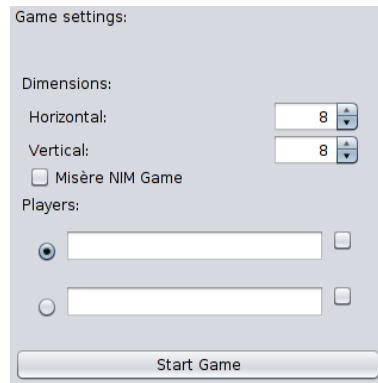 Game settings:
Dimensions:
Horizontal: 8
Vertical: 8
Misère NIM Game
Players:
Start Game